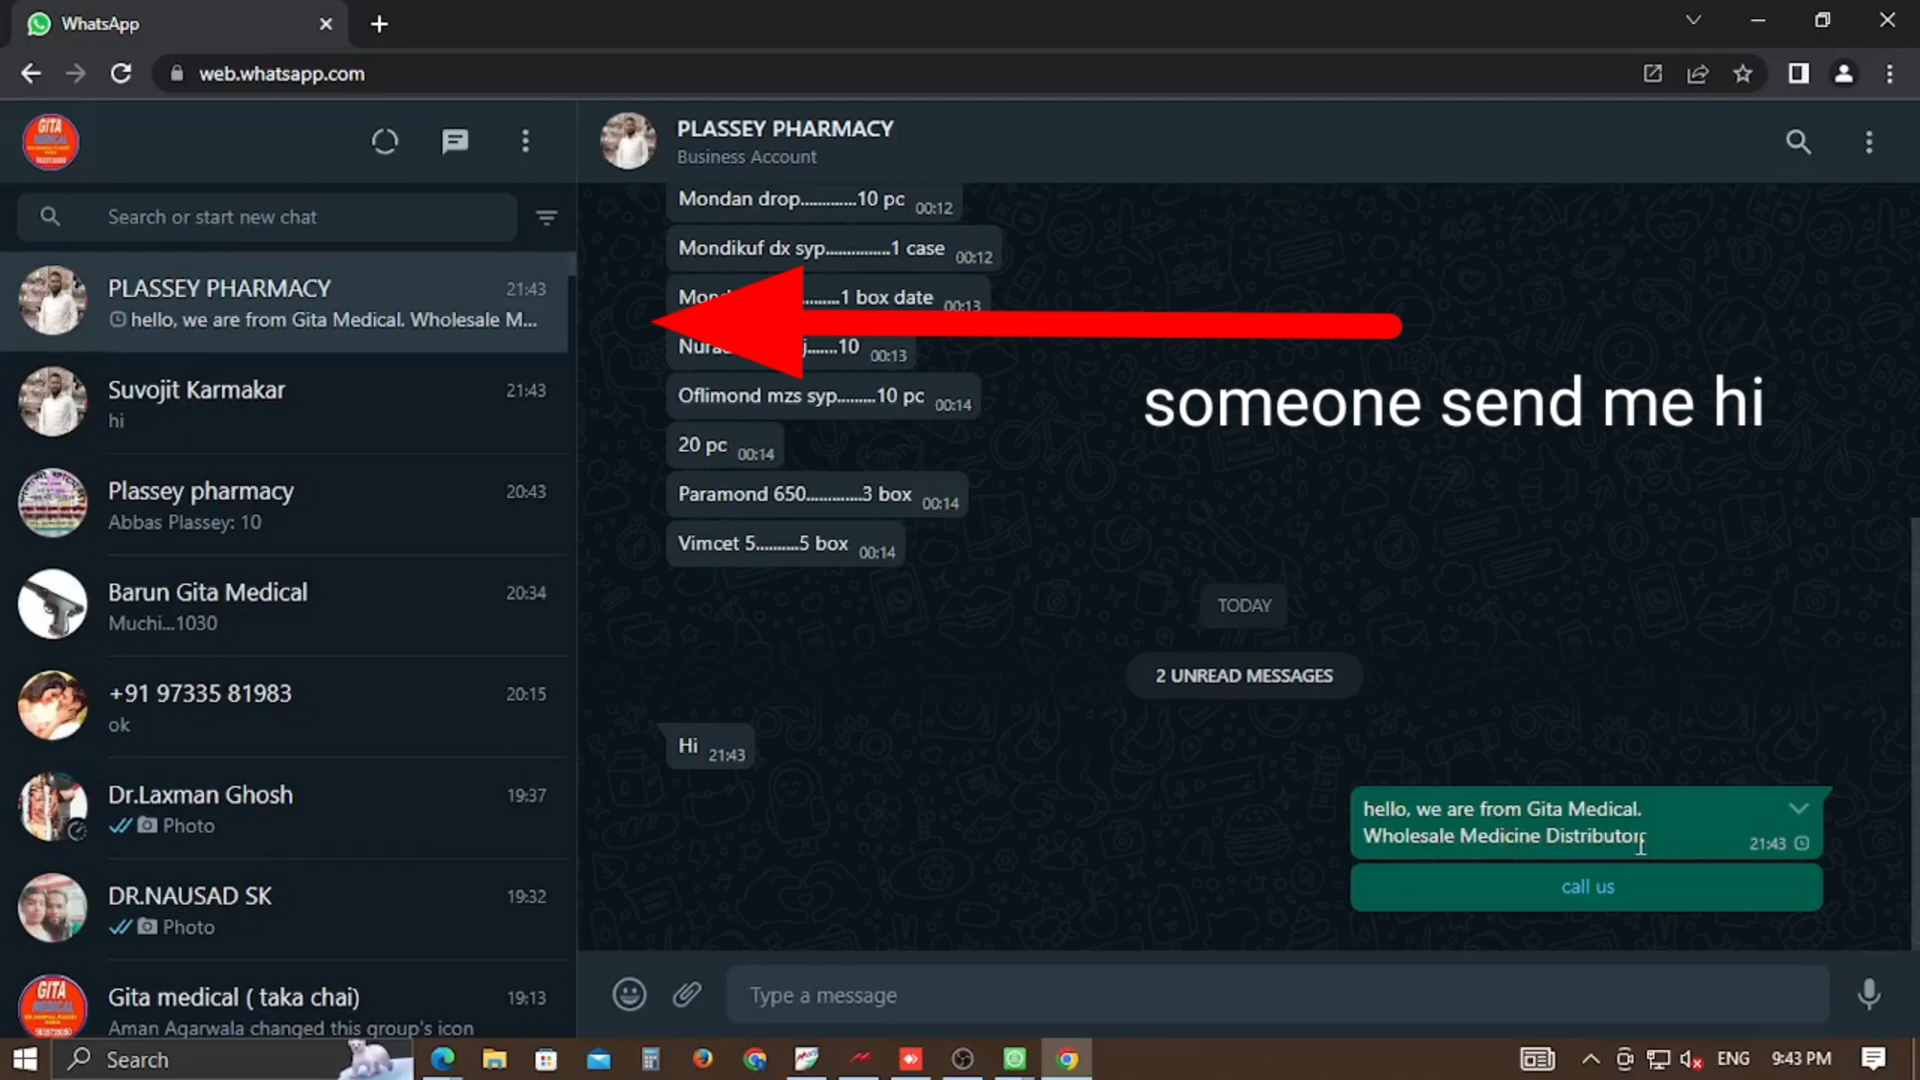 WhatsApp
web.whatsapp.com
GITA
MEDICAL
PLASSEY PHARMACY
Business Account
Search or start new chat
PLASSEY PHARMACY
21:43
hello, we are from Gita Medical. Wholesale M...
Suvojit Karmakar
21:43
hi
Plassey pharmacy
20:43
Abbas Plassey: 10
Barun Gita Medical
20:34
Muchi...1030
+91 97335 81983
20:15
ok
Dr.Laxman Ghosh
19:37
Photo
DR.NAUSAD SK
19:32
Photo
GITA
MEDICAL
Gita medical ( taka chai)
19:13
Aman Agarwala changed this group's icon
Mondan drop............10 pc 00:12
Mondikuf dx syp..............1 case 00:12
.........1 box date 00:13
.......10 00:13
Oflimond mzs syp.........10 pc 00:14
20 pc 00:14
Paramond 650............3 box 00:14
Vimcet 5..........5 box 00:14
someone send me hi
TODAY
2 UNREAD MESSAGES
Hi 21:43
hello, we are from Gita Medical.
Wholesale Medicine Distributor
21:43
call us
Type a message
Search
ENG
9:43 PM